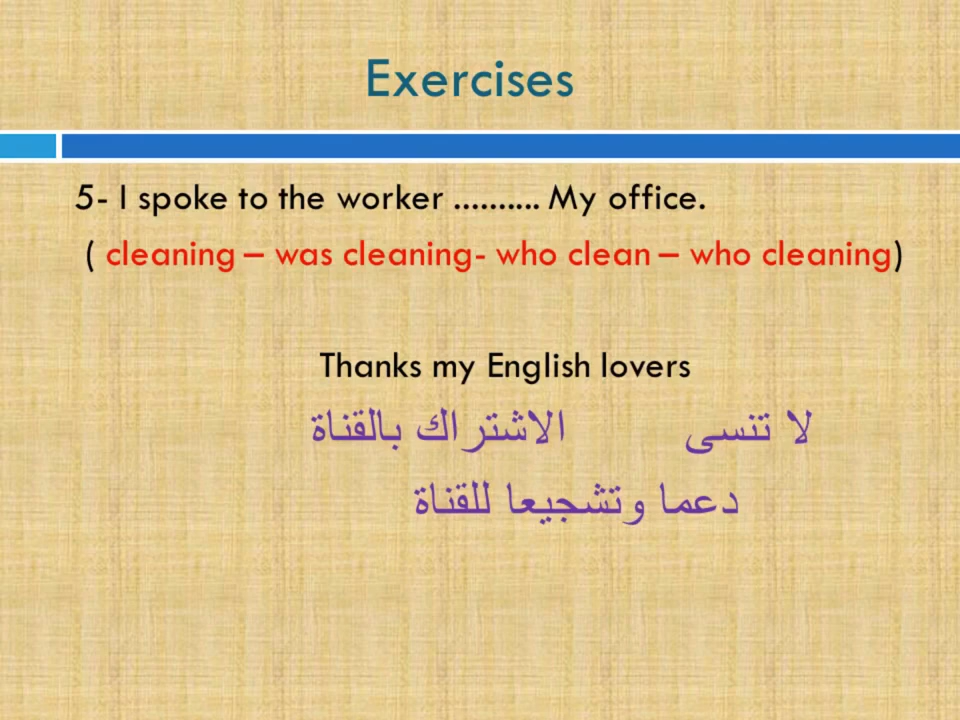 Exercises
5- I spoke to the worker .......... My office.
( cleaning – was cleaning- who clean – who cleaning)
Thanks my English lovers
لا تنسى الاشتراك بالقناة
دعما وتشجيعا للقناة